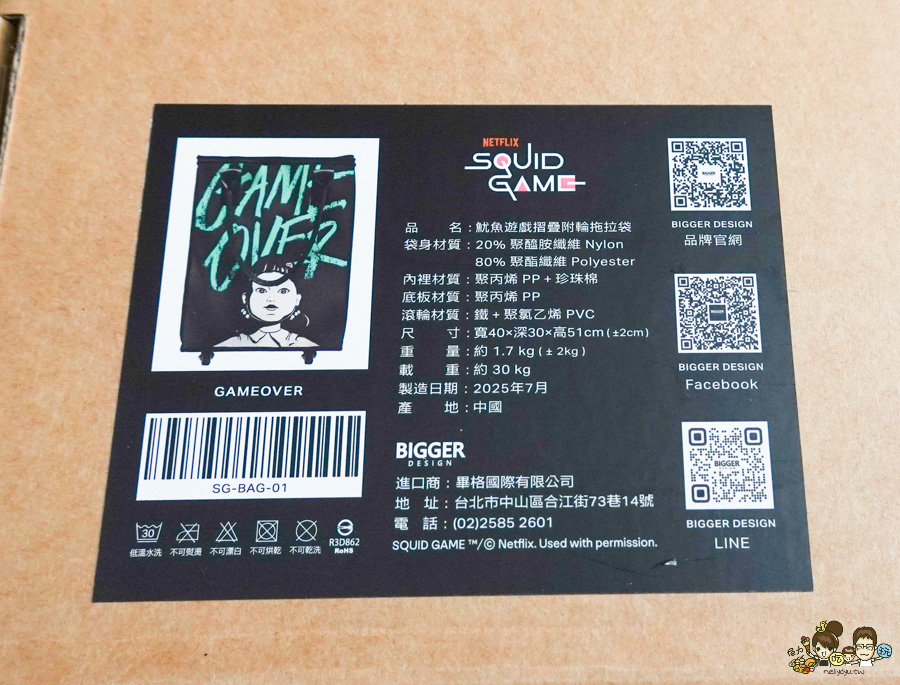 GAME
OVER
GAMEOVER
SG-BAG-01
30
低溫水洗
不可熨燙
不可漂白
不可烘乾
不可乾洗
R3D862
RoHS
NETFLIX
SQUID
GAME
品 名：魷魚遊戲摺疊附輪拖拉袋
袋身材質：20% 聚醯胺纖維 Nylon
80% 聚酯纖維 Polyester
內裡材質：聚丙烯 PP + 珍珠棉
底板材質：聚丙烯 PP
滾輪材質：鐵 + 聚氯乙烯 PVC
尺 寸：寬40×深30×高51cm (±2cm)
重 量：約 1.7 kg ( ± 2kg )
載 重：約 30 kg
製造日期：2025年7月
產 地：中國
BIGGER
DESIGN
進口商：畢格國際有限公司
地 址：台北市中山區合江街73巷14號
電 話：(02)2585 2601
SQUID GAME ™/© Netflix. Used with permission.
BIGGER
BIGGER DESIGN
品牌官網
BIGGER
BIGGER DESIGN
Facebook
BIGGER
BIGGER DESIGN
LINE
nellydyu.tw